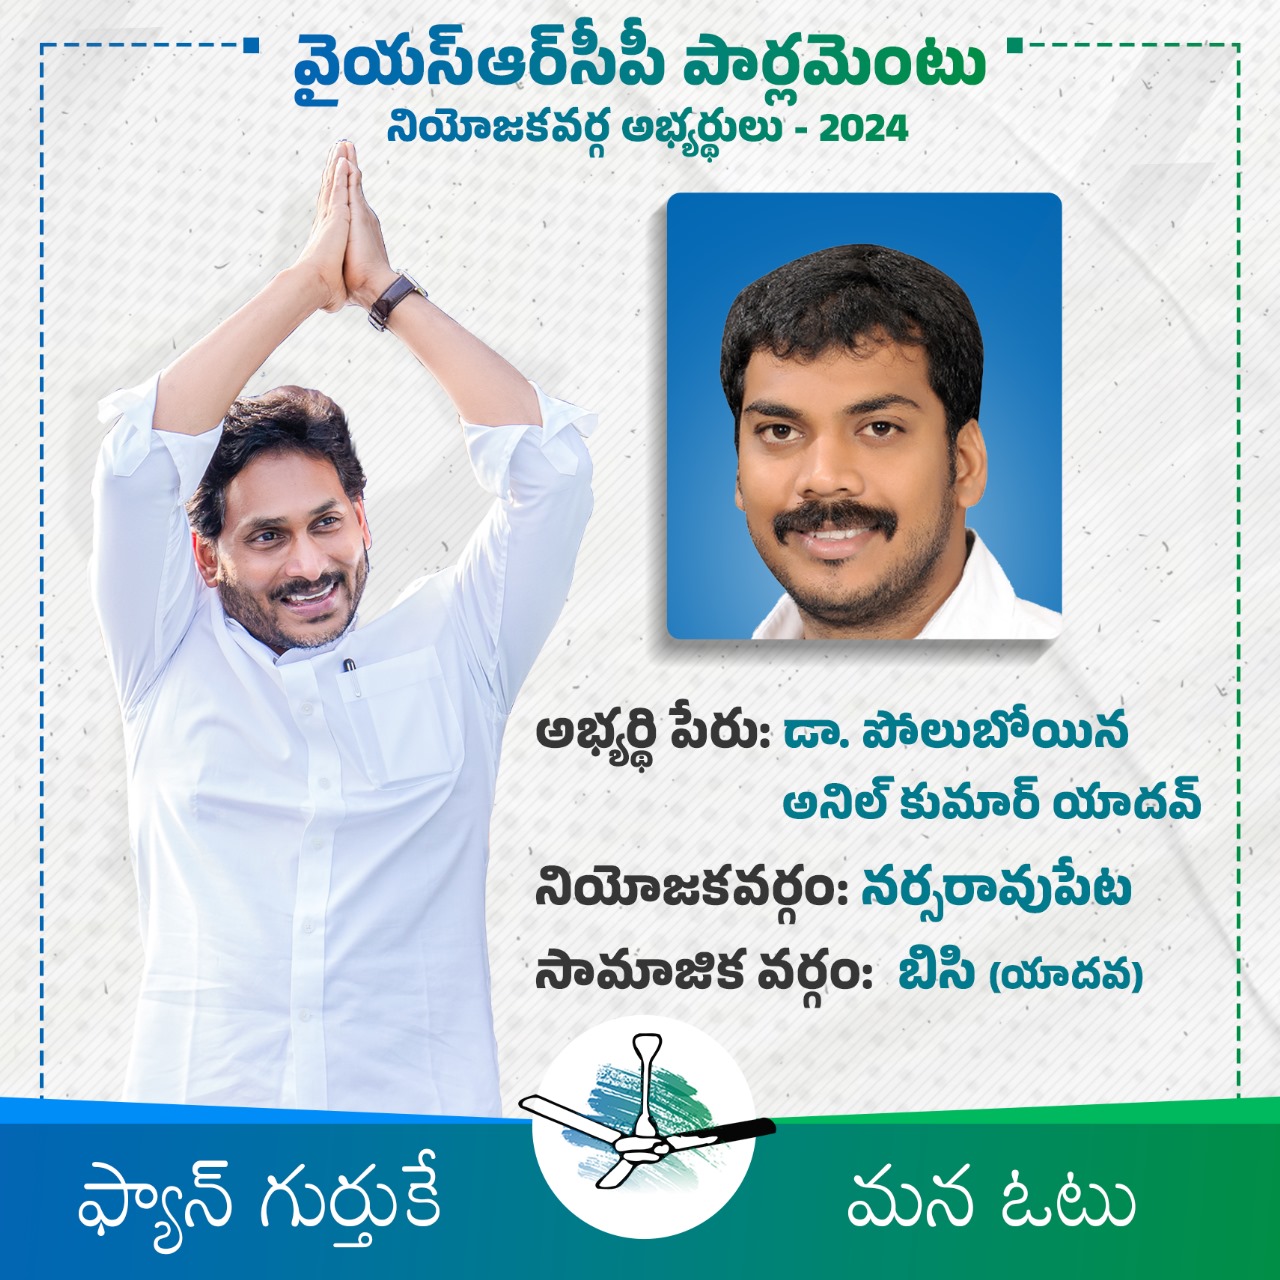 వైయస్ఆర్‌సీపీ పార్లమెంటు
నియోజకవర్గ అభ్యర్థులు - 2024
అభ్యర్థి పేరు: డా. పోలుబోయిన
అనిల్ కుమార్ యాదవ్
నియోజకవర్గం: నర్సరావుపేట
సామాజిక వర్గం: బిసి (యాదవ)
ఫ్యాన్ గుర్తుకే మన ఓటు